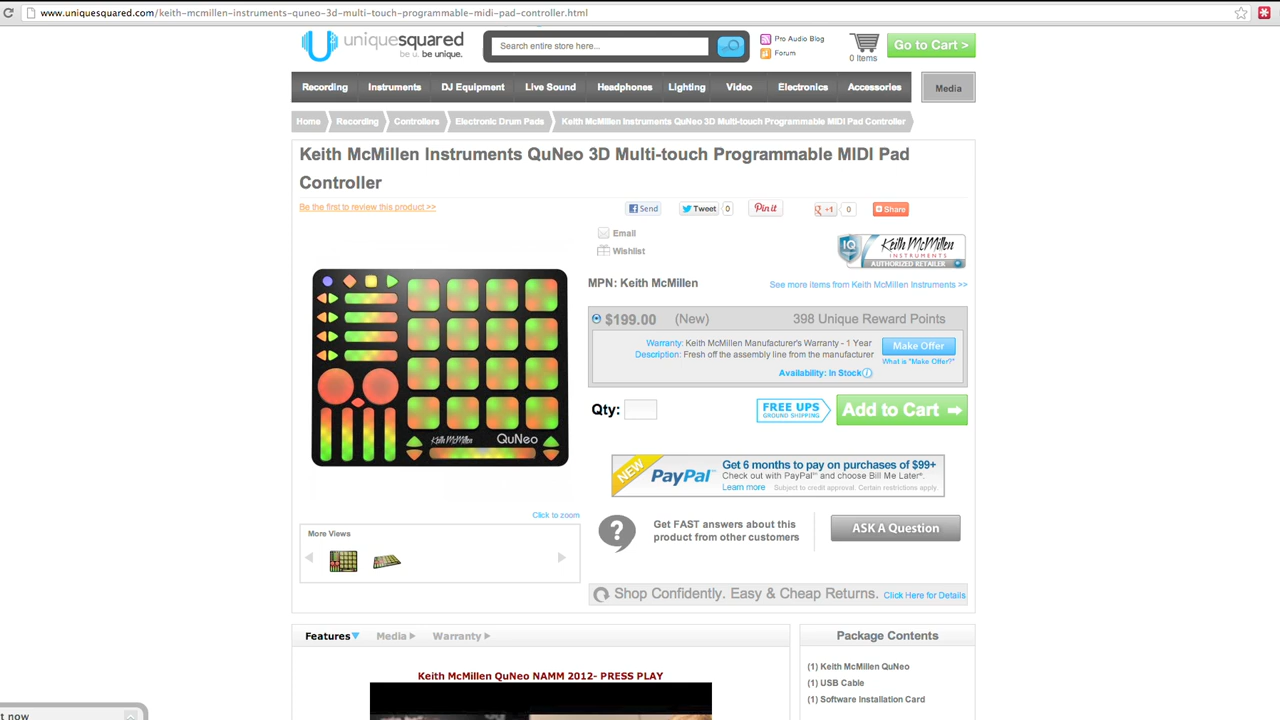 www.uniquesquared.com/keith-mcmillen-instruments-quneo-3d-multi-touch-programmable-midi-pad-controller.html
uniquesquared
be u. be unique.
Search entire store here...
Pro Audio Blog
Forum
0 Items
Go to Cart >
Recording Instruments DJ Equipment Live Sound Headphones Lighting Video Electronics Accessories Media
Home Recording Controllers Electronic Drum Pads Keith McMillen Instruments QuNeo 3D Multi-touch Programmable MIDI Pad Controller
Keith McMillen Instruments QuNeo 3D Multi-touch Programmable MIDI Pad
Controller
Be the first to review this product >>
Send Tweet 0 Pin it +1 0 Share
Email
Wishlist
IQ Keith McMillen
INSTRUMENTS
AUTHORIZED RETAILER
MPN: Keith McMillen
See more items from Keith McMillen Instruments >>
$199.00 (New) 398 Unique Reward Points
Warranty: Keith McMillen Manufacturer's Warranty - 1 Year
Description: Fresh off the assembly line from the manufacturer
Make Offer
What is "Make Offer?"
Availability: In Stock
Qty:
FREE UPS
GROUND SHIPPING
Add to Cart
Keith McMillen QuNeo
NEW
PayPal
Get 6 months to pay on purchases of $99+
Check out with PayPal and choose Bill Me Later.
Learn more Subject to credit approval. Certain restrictions apply.
Click to zoom
More Views
?
Get FAST answers about this
product from other customers
ASK A Question
Shop Confidently. Easy & Cheap Returns. Click Here for Details
Features Media Warranty
Package Contents
Keith McMillen QuNeo NAMM 2012- PRESS PLAY
(1) Keith McMillen QuNeo
(1) USB Cable
(1) Software Installation Card
t now